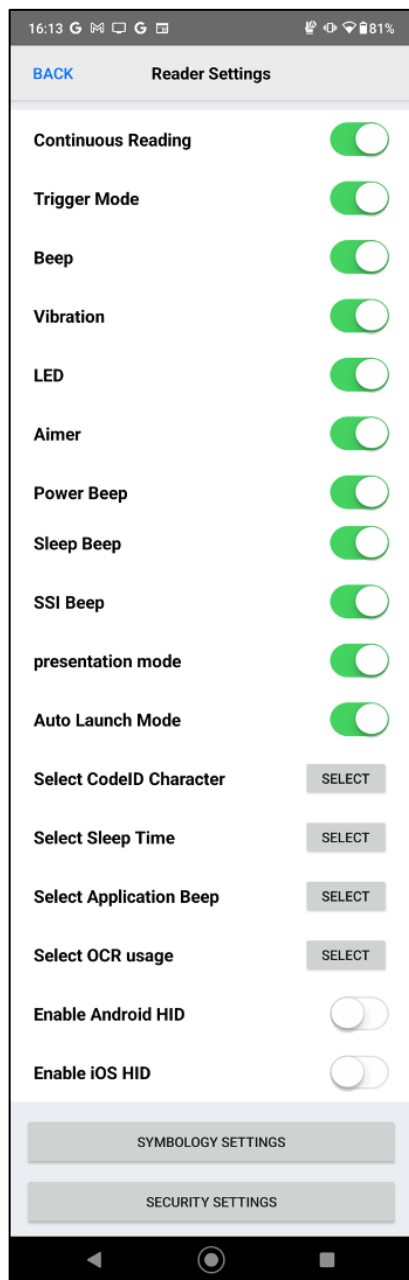 16:13 G M G 81%
BACK Reader Settings
Continuous Reading
Trigger Mode
Beep
Vibration
LED
Aimer
Power Beep
Sleep Beep
SSI Beep
presentation mode
Auto Launch Mode
Select CodeID Character SELECT
Select Sleep Time SELECT
Select Application Beep SELECT
Select OCR usage SELECT
Enable Android HID
Enable iOS HID
SYMBOLOGY SETTINGS
SECURITY SETTINGS